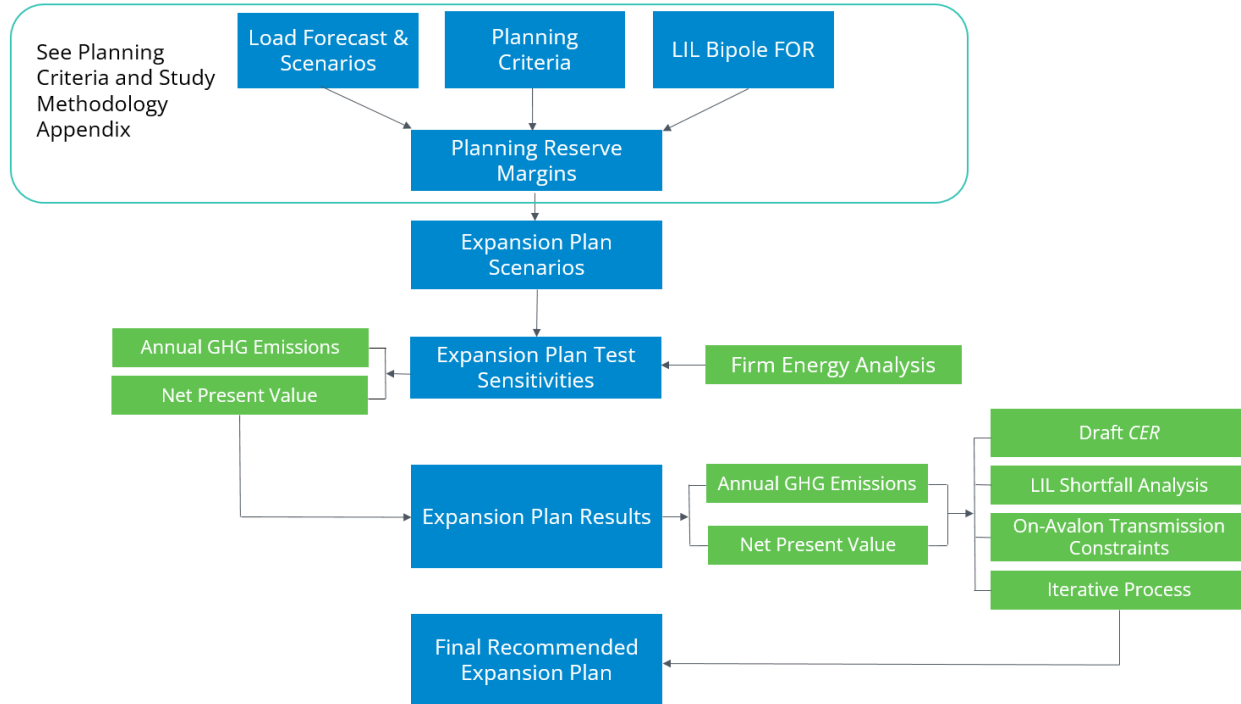 See Planning
Criteria and Study
Methodology
Appendix
Load Forecast &
Scenarios
Planning
Criteria
LIL Bipole FOR
Planning Reserve
Margins
Expansion Plan
Scenarios
Annual GHG Emissions
Net Present Value
Expansion Plan Test
Sensitivities
Firm Energy Analysis
Expansion Plan Results
Annual GHG Emissions
Net Present Value
Draft CER
LIL Shortfall Analysis
On-Avalon Transmission
Constraints
Iterative Process
Final Recommended
Expansion Plan